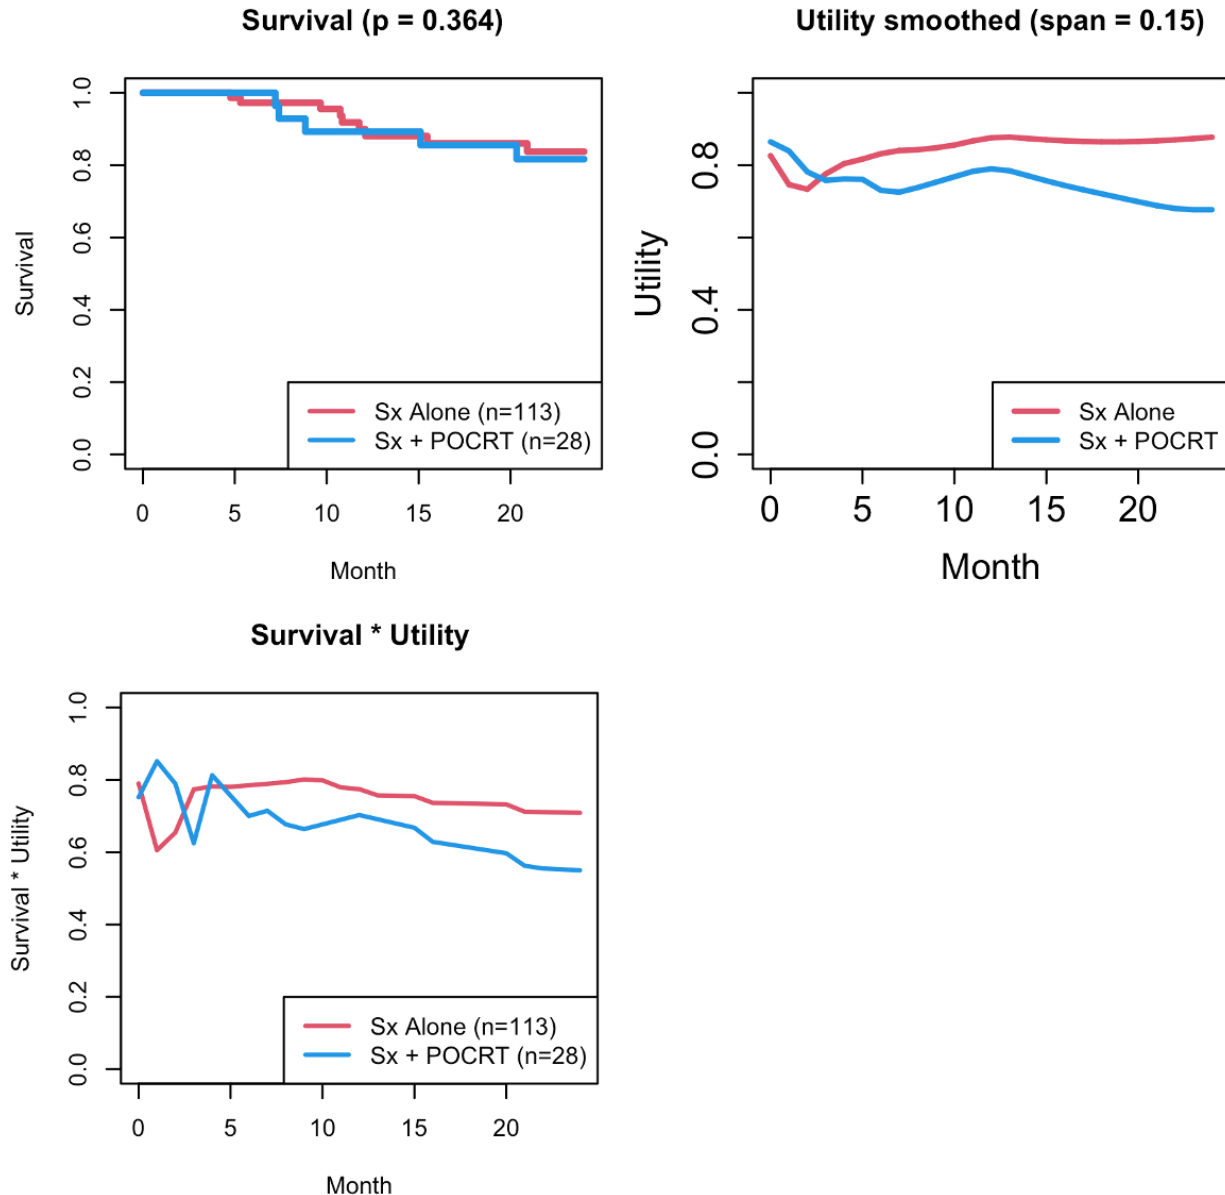 Survival (p = 0.364)
Survival
1.0
0.8
0.6
0.4
0.2
0.0
Sx Alone (n=113)
Sx + POCRT (n=28)
0 5 10 15 20
Month
Utility smoothed (span = 0.15)
Utility
0.8
0.4
0.0
Sx Alone
Sx + POCRT
0 5 10 15 20
Month
Survival * Utility
Survival * Utility
1.0
0.8
0.6
0.4
0.2
0.0
Sx Alone (n=113)
Sx + POCRT (n=28)
0 5 10 15 20
Month